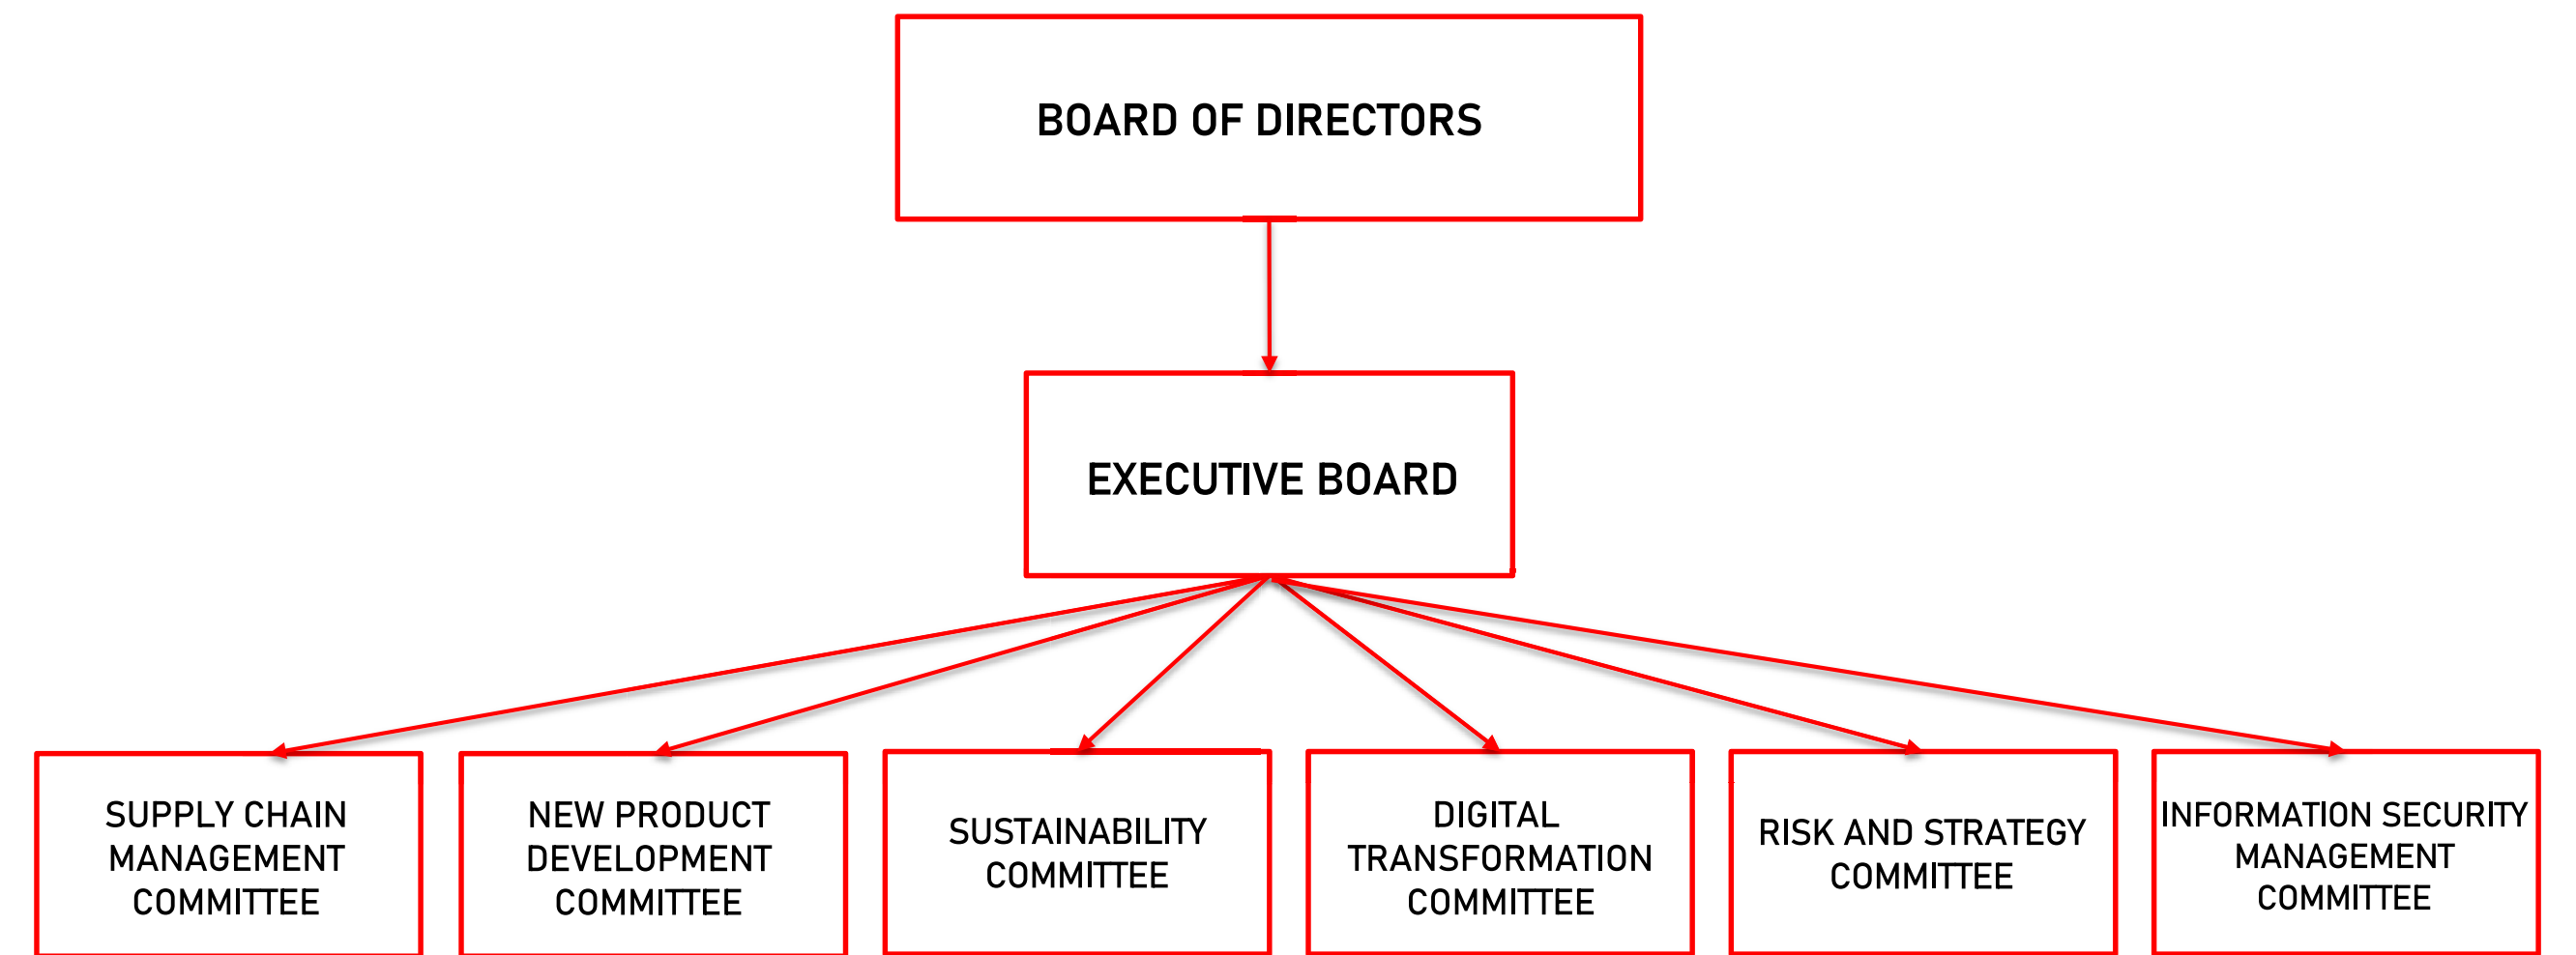 BOARD OF DIRECTORS
EXECUTIVE BOARD
SUPPLY CHAIN
MANAGEMENT
COMMITTEE
NEW PRODUCT
DEVELOPMENT
COMMITTEE
SUSTAINABILITY
COMMITTEE
DIGITAL
TRANSFORMATION
COMMITTEE
RISK AND STRATEGY
COMMITTEE
INFORMATION SECURITY
MANAGEMENT
COMMITTEE